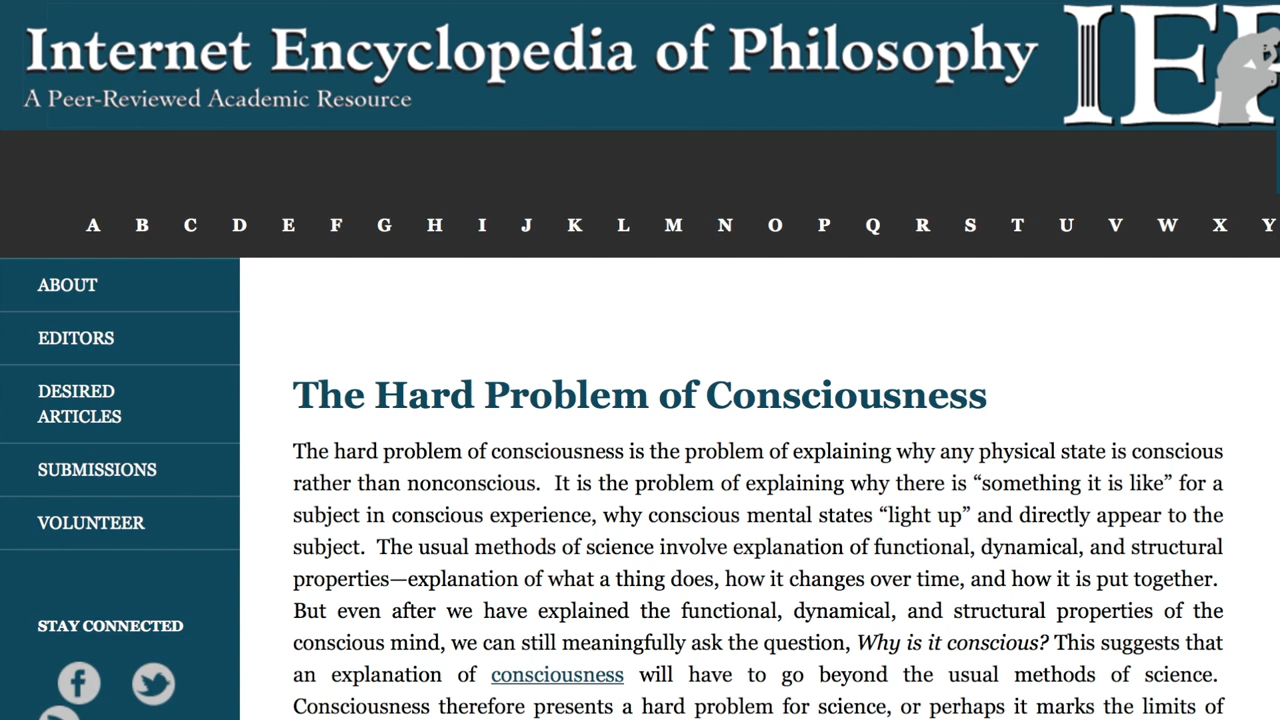 Internet Encyclopedia of Philosophy
A Peer-Reviewed Academic Resource
A B C D E F G H I J K L M N O P Q R S T U V W X Y
ABOUT
EDITORS
DESIRED
ARTICLES
SUBMISSIONS
VOLUNTEER
STAY CONNECTED
The Hard Problem of Consciousness
The hard problem of consciousness is the problem of explaining why any physical state is conscious
rather than nonconscious. It is the problem of explaining why there is “something it is like” for a
subject in conscious experience, why conscious mental states “light up” and directly appear to the
subject. The usual methods of science involve explanation of functional, dynamical, and structural
properties—explanation of what a thing does, how it changes over time, and how it is put together.
But even after we have explained the functional, dynamical, and structural properties of the
conscious mind, we can still meaningfully ask the question, Why is it conscious? This suggests that
an explanation of consciousness will have to go beyond the usual methods of science.
Consciousness therefore presents a hard problem for science, or perhaps it marks the limits of